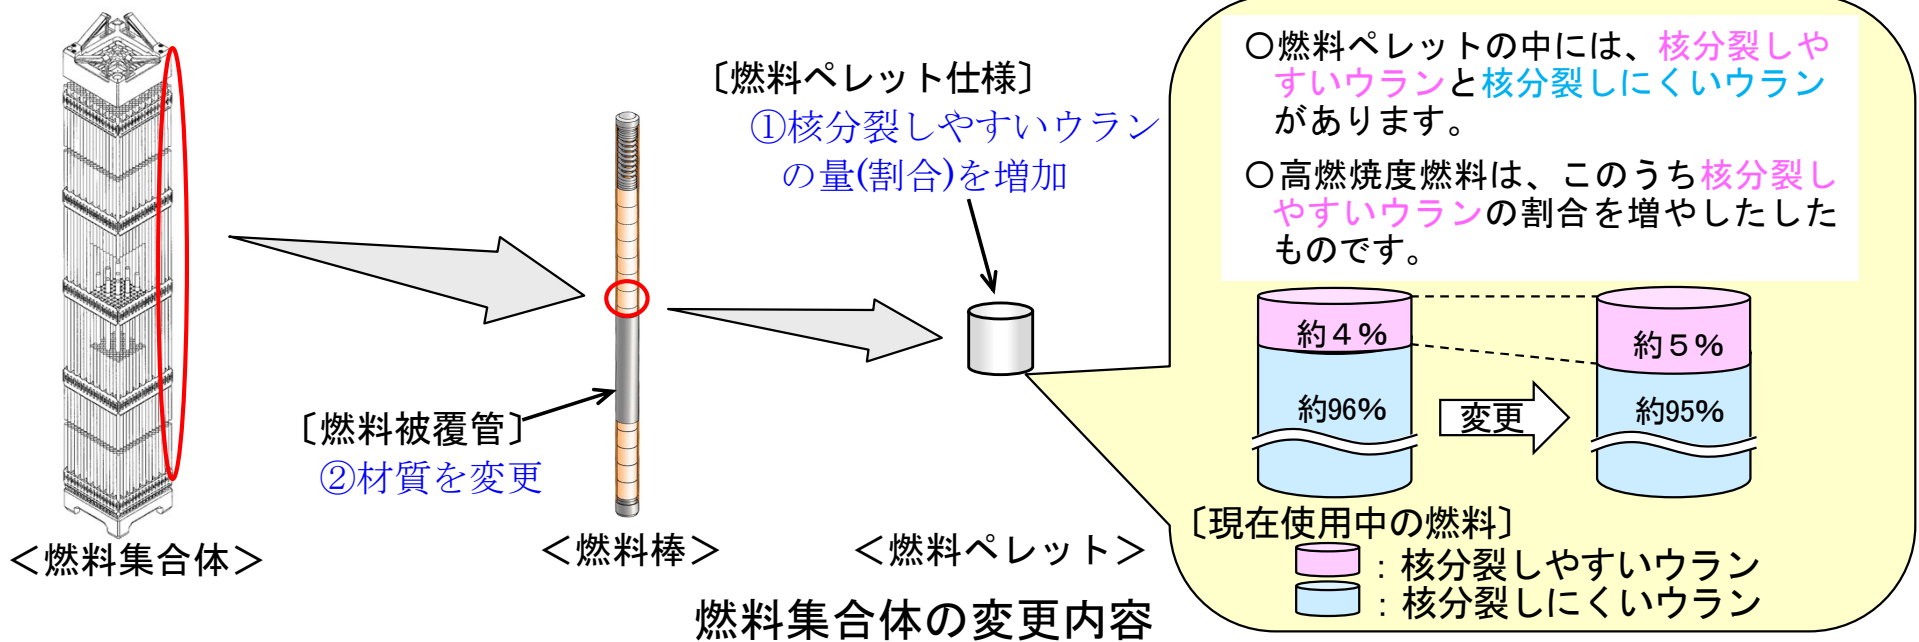 〔燃料ペレット仕様〕
①核分裂しやすいウラン
の量(割合)を増加
〔燃料被覆管〕
②材質を変更
＜燃料集合体＞
＜燃料棒＞
＜燃料ペレット＞
○燃料ペレットの中には、核分裂しや
すいウランと核分裂しにくいウラン
があります。
○高燃焼度燃料は、このうち核分裂し
やすいウランの割合を増やしたした
ものです。
約４%
約５%
約96%
変更
約95%
〔現在使用中の燃料〕
：核分裂しやすいウラン
：核分裂しにくいウラン
燃料集合体の変更内容